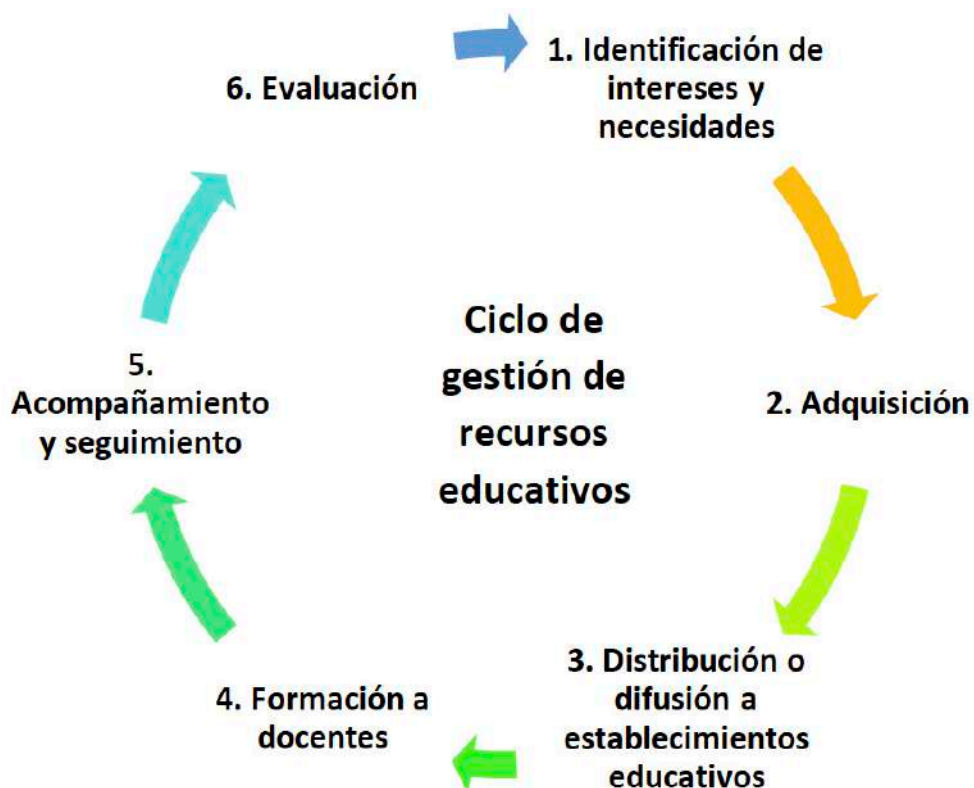 1. Identificación de
intereses y
necesidades
2. Adquisición
3. Distribución o
difusión a
establecimientos
educativos
4. Formación a
docentes
5.
Acompañamiento
y seguimiento
6. Evaluación
Ciclo de
gestión de
recursos
educativos